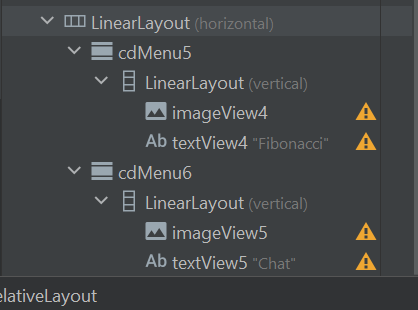 LinearLayout (horizontal)
cdMenu5
LinearLayout (vertical)
imageView4
Ab textView4 "Fibonacci"
cdMenu6
LinearLayout (vertical)
imageView5
Ab textView5 "Chat"
elativeLayout